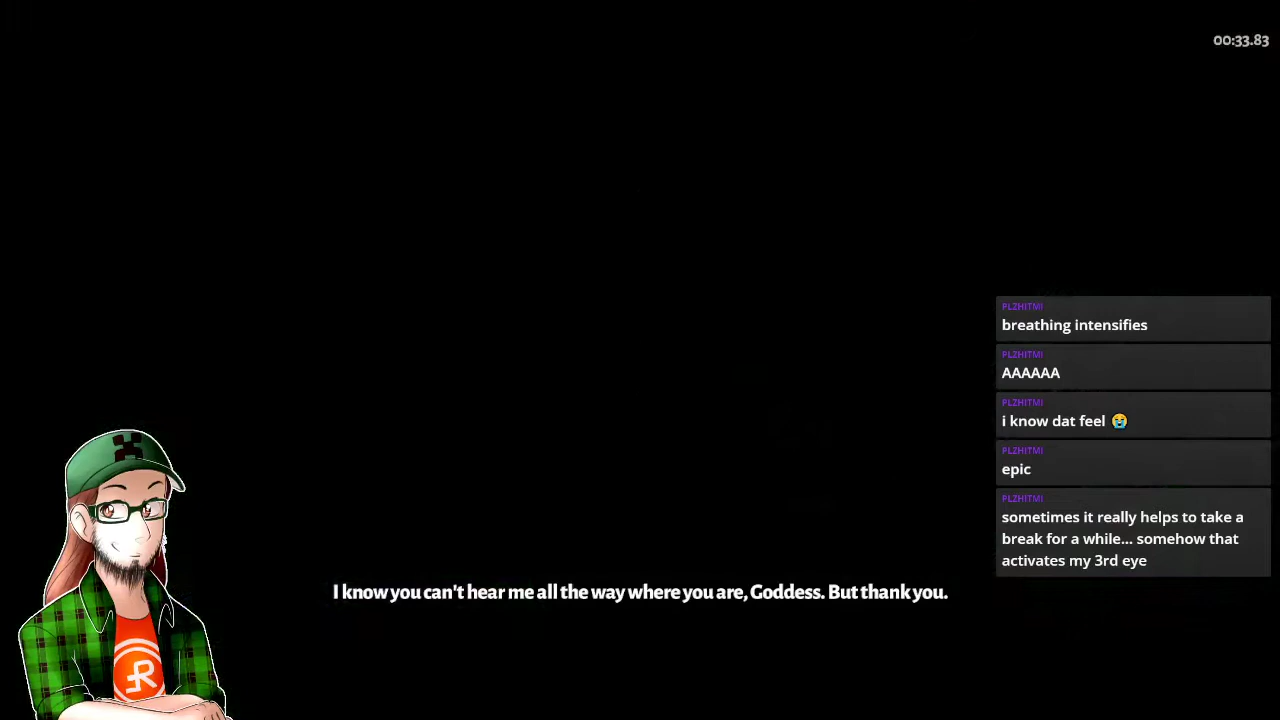 00:33.83
PLZHITMI
breathing intensifies
PLZHITMI
AAAAAA
PLZHITMI
i know dat feel 😭
PLZHITMI
epic
PLZHITMI
sometimes it really helps to take a
break for a while... somehow that
activates my 3rd eye
I know you can't hear me all the way where you are, Goddess. But thank you.